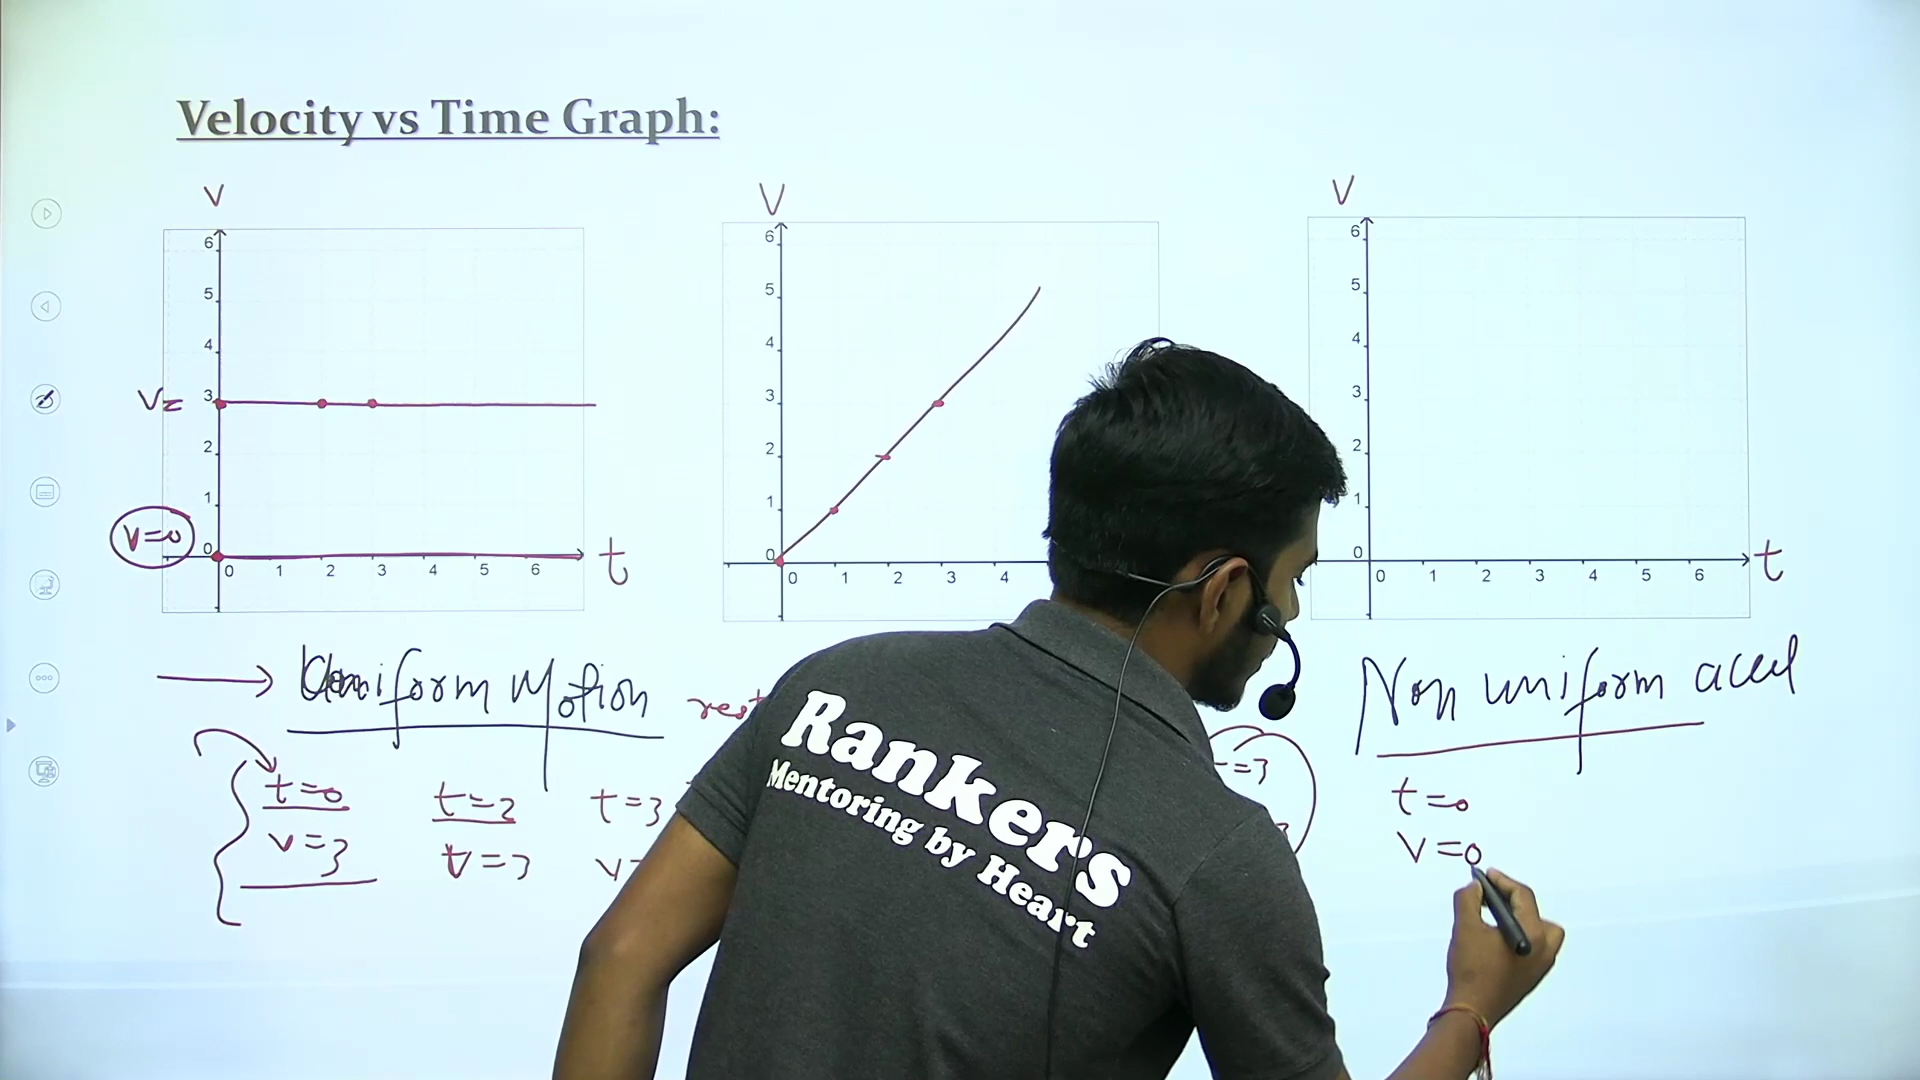 Velocity vs Time Graph:
V
6
5
4
V=
3
2
1
V=0
0
0 1 2 3 4 5 6
t
V
6
5
4
3
2
1
0
0 1 2 3 4
V
6
5
4
3
2
1
0
0 1 2 3 4 5 6
t
Uniform Motion
rest
Non uniform accel
t=0 t=2 t=3
v=3 v=3 v=
=3
t=0
v=0
Rankers
Mentoring by Heart